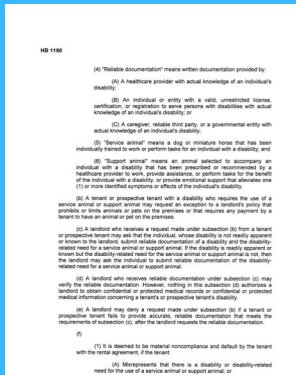 HB 1190
(4) "Reliable documentation" means written documentation provided by:
(A) A healthcare provider with actual knowledge of an individual's
disability;
(B) An individual or entity with a valid, unrestricted license,
certification, or registration to serve persons with disabilities with actual
knowledge of an individual's disability; or
(C) A caregiver, reliable third party, or a governmental entity with
actual knowledge of an individual's disability;
(5) "Service animal" means a dog or miniature horse that has been
individually trained to work or perform tasks for an individual with a disability; and
(6) "Support animal" means an animal selected to accompany an
individual with a disability that has been prescribed or recommended by a
healthcare provider to work, provide assistance, or perform tasks for the benefit
of the individual with a disability, or provide emotional support that alleviates one
(1) or more identified symptoms or effects of the individual's disability.
(b) A tenant or prospective tenant with a disability who requires the use of a
service animal or support animal may request an exception to a landlord's policy that
prohibits or limits animals or pets on the premises or that requires any payment by a
tenant to have an animal or pet on the premises.
(c) A landlord who receives a request made under subsection (b) from a tenant
or prospective tenant may ask that the individual, whose disability is not readily apparent
or known to the landlord, submit reliable documentation of a disability and the disability-
related need for a service animal or support animal. If the disability is readily apparent or
known but the disability-related need for the service animal or support animal is not, then
the landlord may ask the individual to submit reliable documentation of the disability-
related need for a service animal or support animal.
(d) A landlord who receives reliable documentation under subsection (c) may
verify the reliable documentation. However, nothing in this subsection (d) authorizes a
landlord to obtain confidential or protected medical records or confidential or protected
medical information concerning a tenant's or prospective tenant's disability.
(e) A landlord may deny a request made under subsection (b) if a tenant or
prospective tenant fails to provide accurate, reliable documentation that meets the
requirements of subsection (c), after the landlord requests the reliable documentation.
(f)
(1) It is deemed to be material noncompliance and default by the tenant
with the rental agreement, if the tenant:
(A) Misrepresents that there is a disability or disability-related
need for the use of a service animal or support animal; or